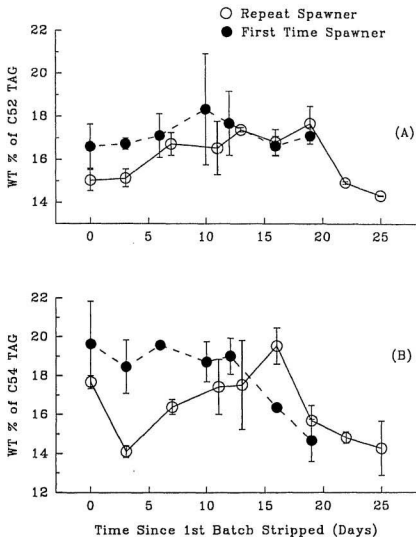 Repeat Spawner
First Time Spawner
WT % of C52 TAG
22
20
18
16
14
(A)
0 5 10 15 20 25
WT % of C54 TAG
22
20
18
16
14
12
(B)
0 5 10 15 20 25
Time Since 1st Batch Stripped (Days)